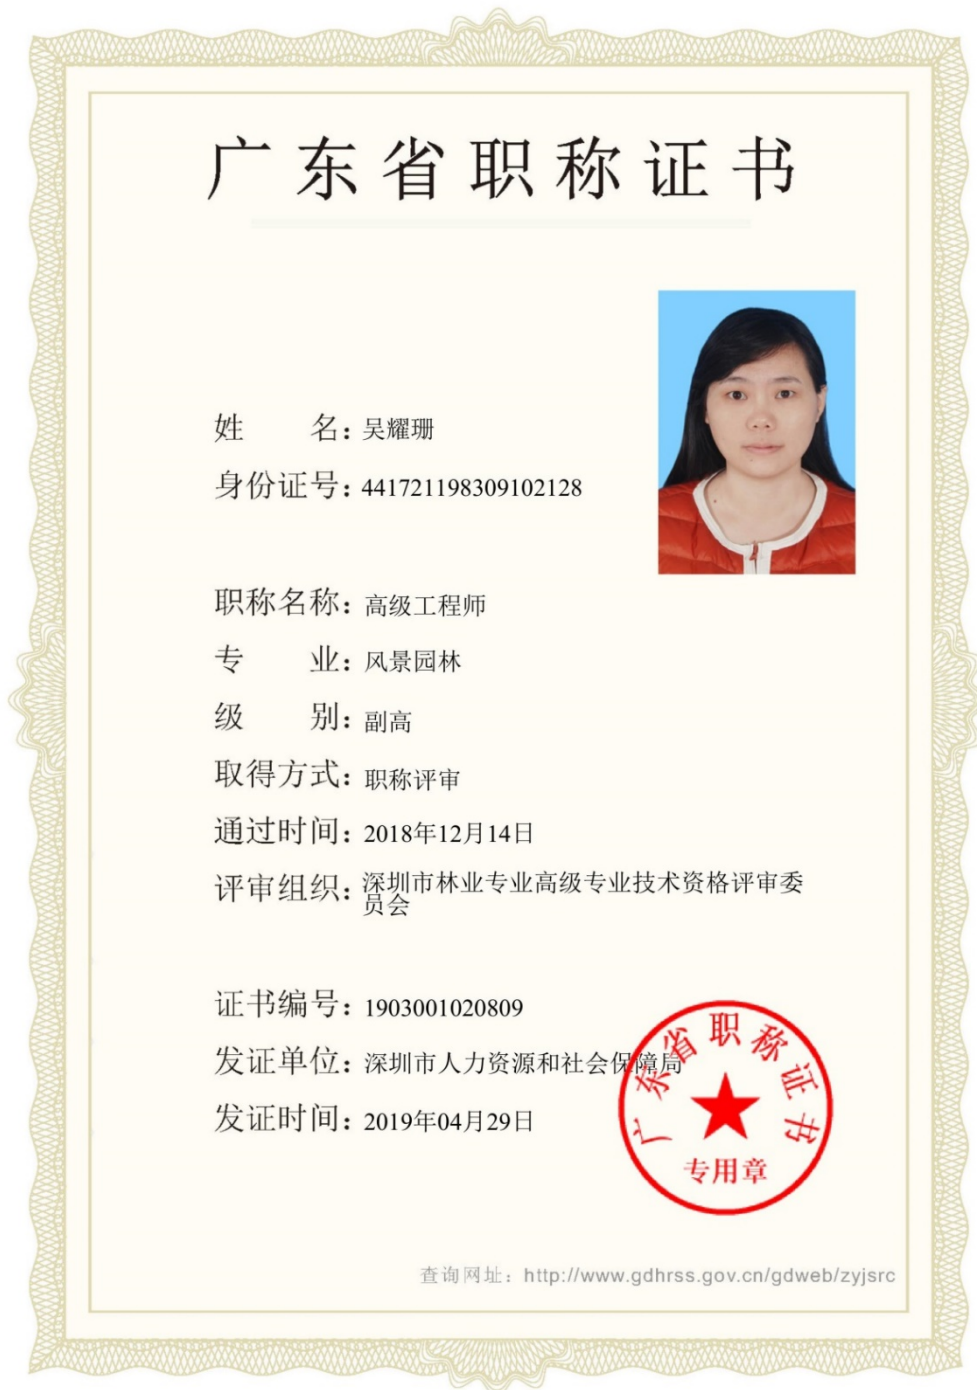 广东省职称证书
姓 名：吴耀珊
身份证号：441721198309102128
职称名称：高级工程师
专 业：风景园林
级 别：副高
取得方式：职称评审
通过时间：2018年12月14日
评审组织：深圳市林业专业高级专业技术资格评审委
员会
证书编号：1903001020809
发证单位：深圳市人力资源和社会保障局
发证时间：2019年04月29日
广东省职称证书
专用章
查询网址：http://www.gdhrss.gov.cn/gdweb/zyjsrc